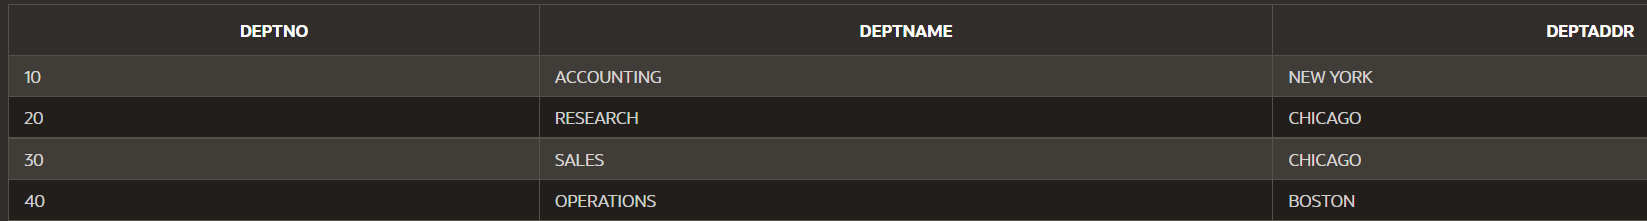 DEPTNO DEPTNAME DEPTADDR
10 ACCOUNTING NEW YORK
20 RESEARCH CHICAGO
30 SALES CHICAGO
40 OPERATIONS BOSTON